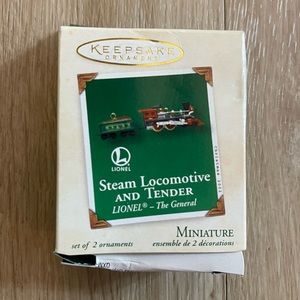 KEEPSAKE
ORNAMENT
LIONEL
STEAM LOCOMOTIVE
AND TENDER
LIONEL® – The General
MINIATURE
set of 2 ornaments
ensemble de 2 décorations